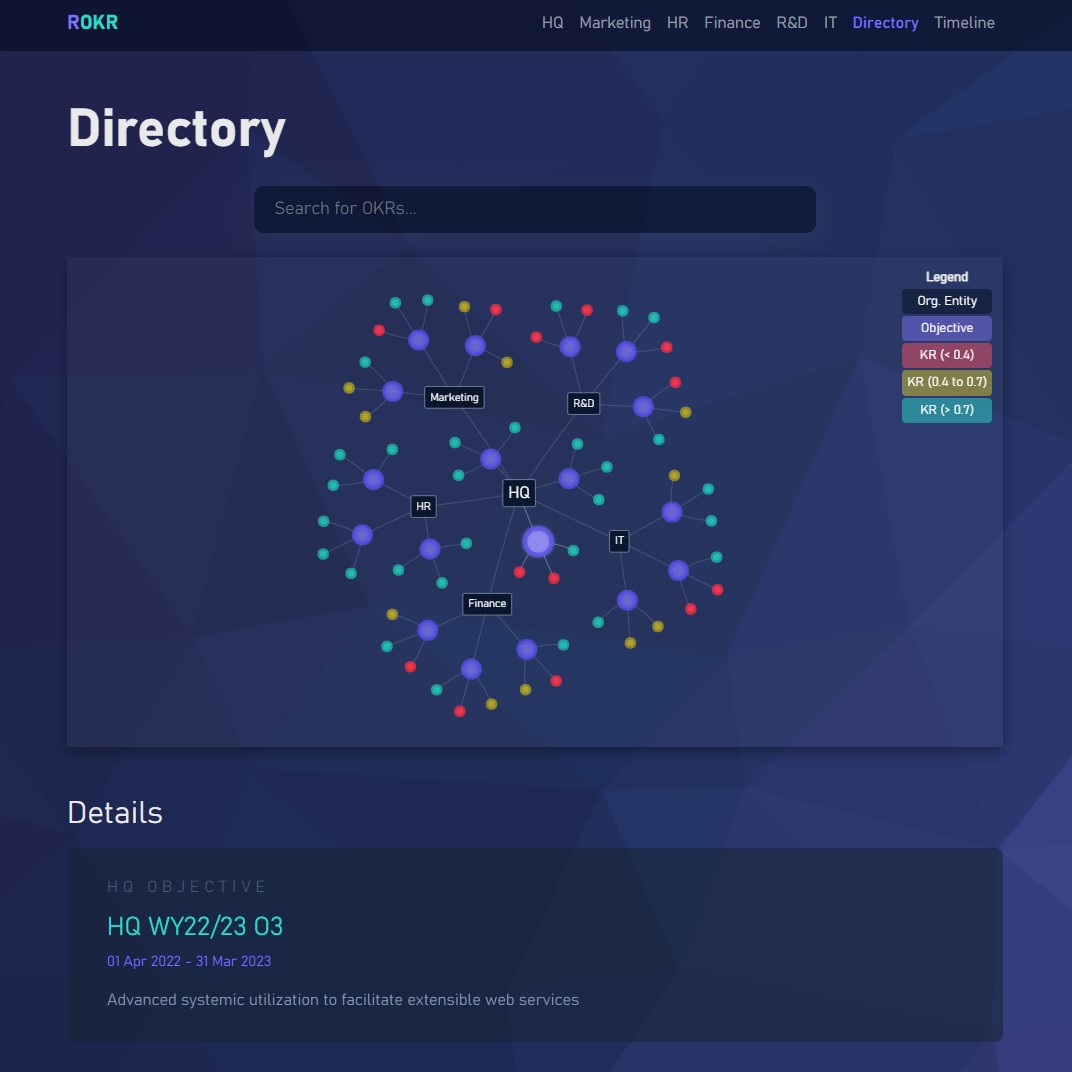 ROKR
HQ Marketing HR Finance R&D IT Directory Timeline
Directory
Search for OKRs...
Legend
Org. Entity
Objective
KR (< 0.4)
KR (0.4 to 0.7)
KR (> 0.7)
Marketing
R&D
HQ
HR
IT
Finance
Details
HQ OBJECTIVE
HQ WY22/23 O3
01 Apr 2022 - 31 Mar 2023
Advanced systemic utilization to facilitate extensible web services